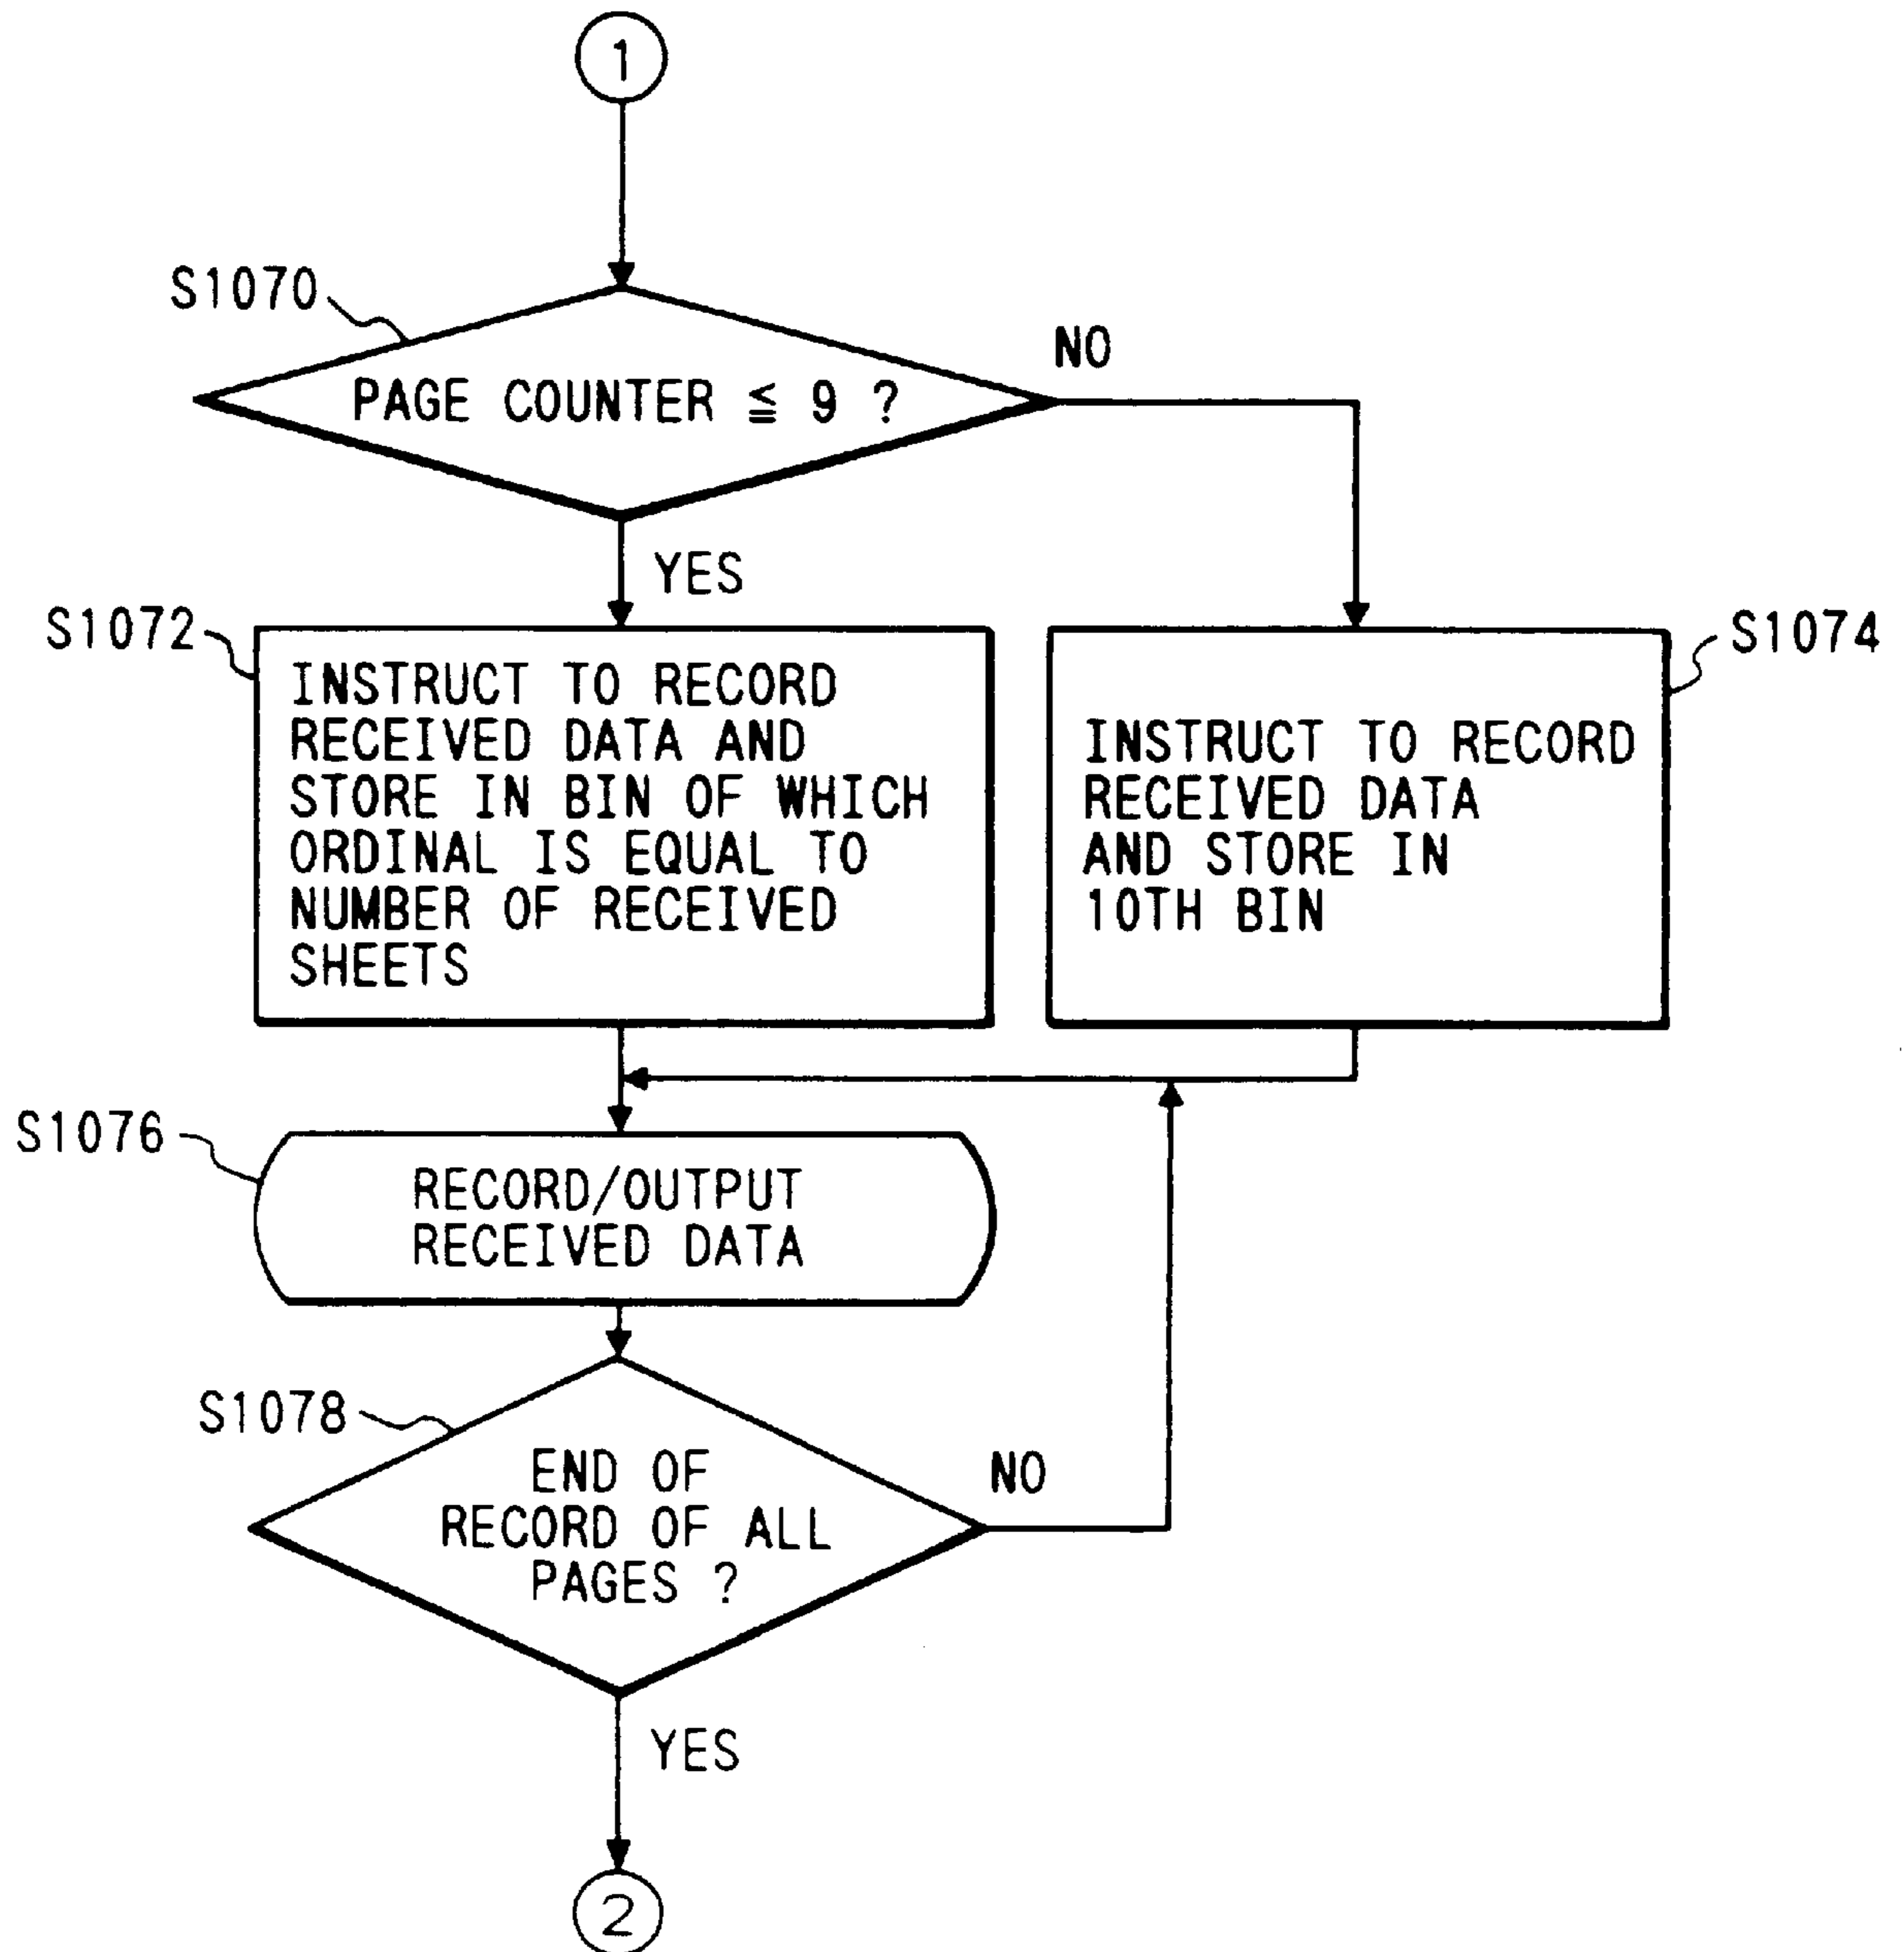 1
S1070
PAGE COUNTER ≦ 9 ?
NO
YES
S1072
INSTRUCT TO RECORD
RECEIVED DATA AND
STORE IN BIN OF WHICH
ORDINAL IS EQUAL TO
NUMBER OF RECEIVED
SHEETS
S1074
INSTRUCT TO RECORD
RECEIVED DATA
AND STORE IN
10TH BIN
S1076
RECORD/OUTPUT
RECEIVED DATA
S1078
END OF
RECORD OF ALL
PAGES ?
NO
YES
2